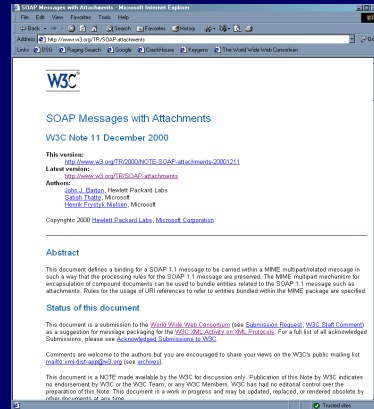 SOAP Messages with Attachments - Microsoft Internet Explorer
File Edit View Favorites Tools Help
Back Search Favorites History
Address http://www.w3.org/TR/SOAP-attachments Go
Links DSG Raging Search Google CrackHouse Keygens The World Wide Web Consortium
W3C
SOAP Messages with Attachments
W3C Note 11 December 2000
This version:
http://www.w3.org/TR/2000/NOTE-SOAP-attachments-20001211
Latest version:
http://www.w3.org/TR/SOAP-attachments
Authors:
John J. Barton, Hewlett Packard Labs
Satish Thatte, Microsoft
Henrik Frystyk Nielsen, Microsoft
Copyright© 2000 Hewlett Packard Labs, Microsoft Corporation
Abstract
This document defines a binding for a SOAP 1.1 message to be carried within a MIME multipart/related message in
such a way that the processing rules for the SOAP 1.1 message are preserved. The MIME multipart mechanism for
encapsulation of compound documents can be used to bundle entities related to the SOAP 1.1 message such as
attachments. Rules for the usage of URI references to refer to entities bundled within the MIME package are specified.
Status of this document
This document is a submission to the World Wide Web Consortium (see Submission Request, W3C Staff Comment)
as a suggestion for message packaging for the W3C XML Activity on XML Protocols. For a full list of all acknowledged
Submissions, please see Acknowledged Submissions to W3C.
Comments are welcome to the authors but you are encouraged to share your views on the W3C's public mailing list
mailto:xml-dist-app@w3.org (see archives).
This document is a NOTE made available by the W3C for discussion only. Publication of this Note by W3C indicates
no endorsement by W3C or the W3C Team, or any W3C Members. W3C has had no editorial control over the
preparation of this Note. This document is a work in progress and may be updated, replaced, or rendered obsolete by
other documents at any time.
Trusted sites